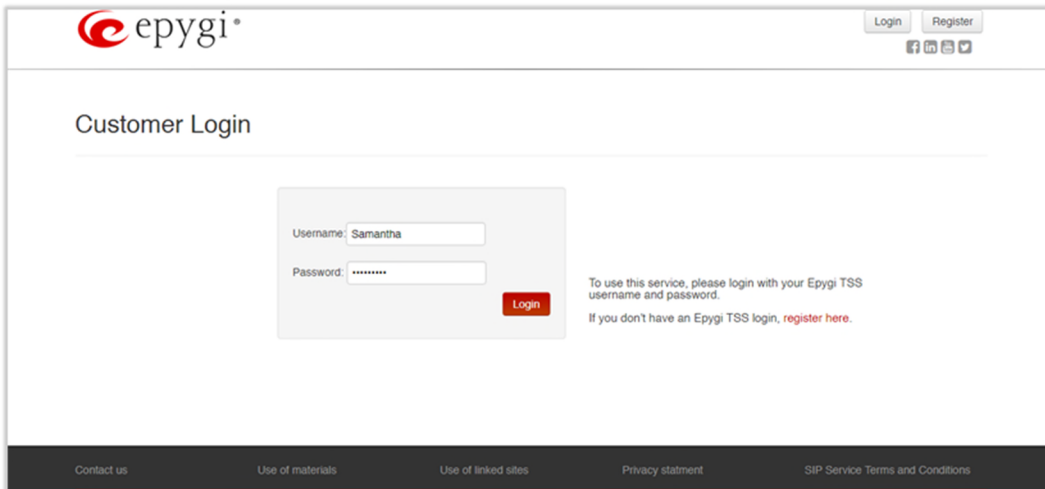 epygi
Login Register
Customer Login
Username: Samantha
Password: •••••••••
Login
To use this service, please login with your Epygi TSS
username and password.
If you don't have an Epygi TSS login, register here.
Contact us Use of materials Use of linked sites Privacy statment SIP Service Terms and Conditions